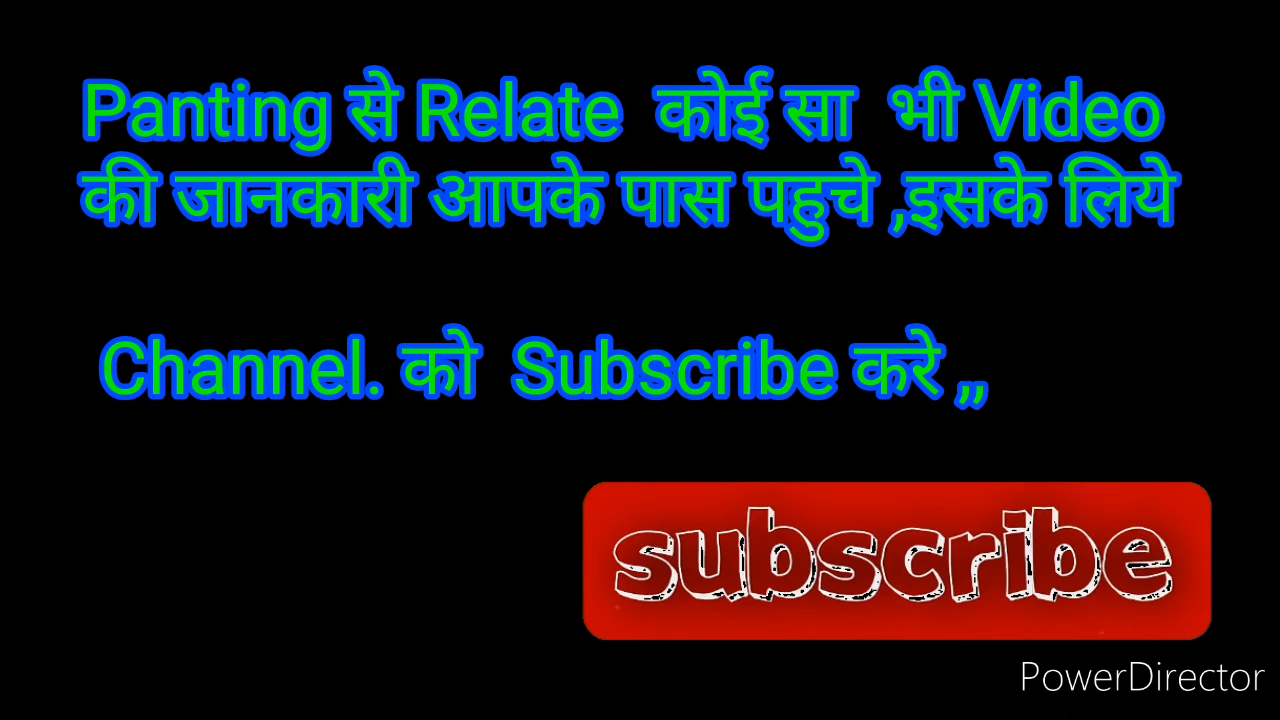 Panting से Relate कोई सा भी Video
की जानकारी आपके पास पहुचे ,इसके लिये
Channel. को Subscribe करे ,,
subscribe
PowerDirector